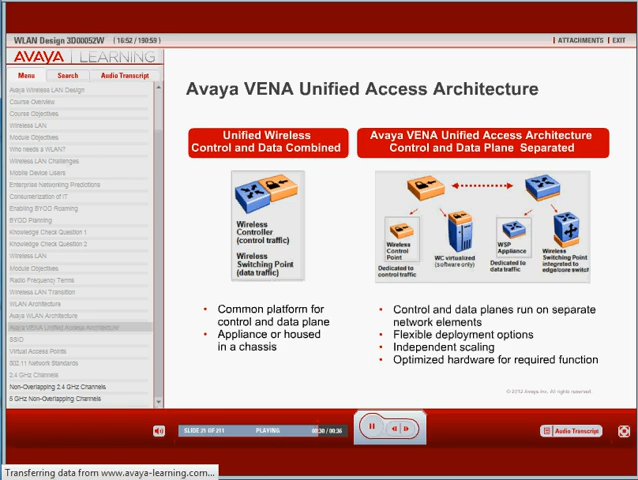 WLAN Design 3D00052W (16:52 / 190:59)
ATTACHMENTS EXIT
AVAYA LEARNING
Menu Search Audio Transcript
Avaya Wireless LAN Design
Course Overview
Course Objectives
Wireless LAN
Module Objectives
Who needs a WLAN?
Wireless LAN Challenges
Mobile Device Users
Enterprise Networking Predictions
Consumerization of IT
Enabling BYOD Roaming
BYOD Planning
Knowledge Check Question 1
Knowledge Check Question 2
Wireless LAN
Module Objectives
Radio Frequency Terms
Wireless LAN Transition
WLAN Architecture
Avaya WLAN Architecture
Avaya VENA Unified Access Architecture
SSID
Virtual Access Points
802.11 Network Standards
2.4 GHz Channels
Non-Overlapping 2.4 GHz Channels
5 GHz Non-Overlapping Channels
Avaya VENA Unified Access Architecture
Unified Wireless
Control and Data Combined
Wireless
Controller
(control traffic)
Wireless
Switching Point
(data traffic)
• Common platform for
control and data plane
• Appliance or housed
in a chassis
Avaya VENA Unified Access Architecture
Control and Data Plane Separated
Wireless
Control
Point
Dedicated to
control traffic
WC virtualized
(software only)
WSP
Appliance
Dedicated to
data traffic
Wireless
Switching Point
integrated to
edge/core switch
• Control and data planes run on separate
network elements
• Flexible deployment options
• Independent scaling
• Optimized hardware for required function
© 2012 Avaya Inc. All rights reserved.
SLIDE 21 OF 211 PLAYING 00:30 / 00:36
Audio Transcript
Transferring data from www.avaya-learning.com...